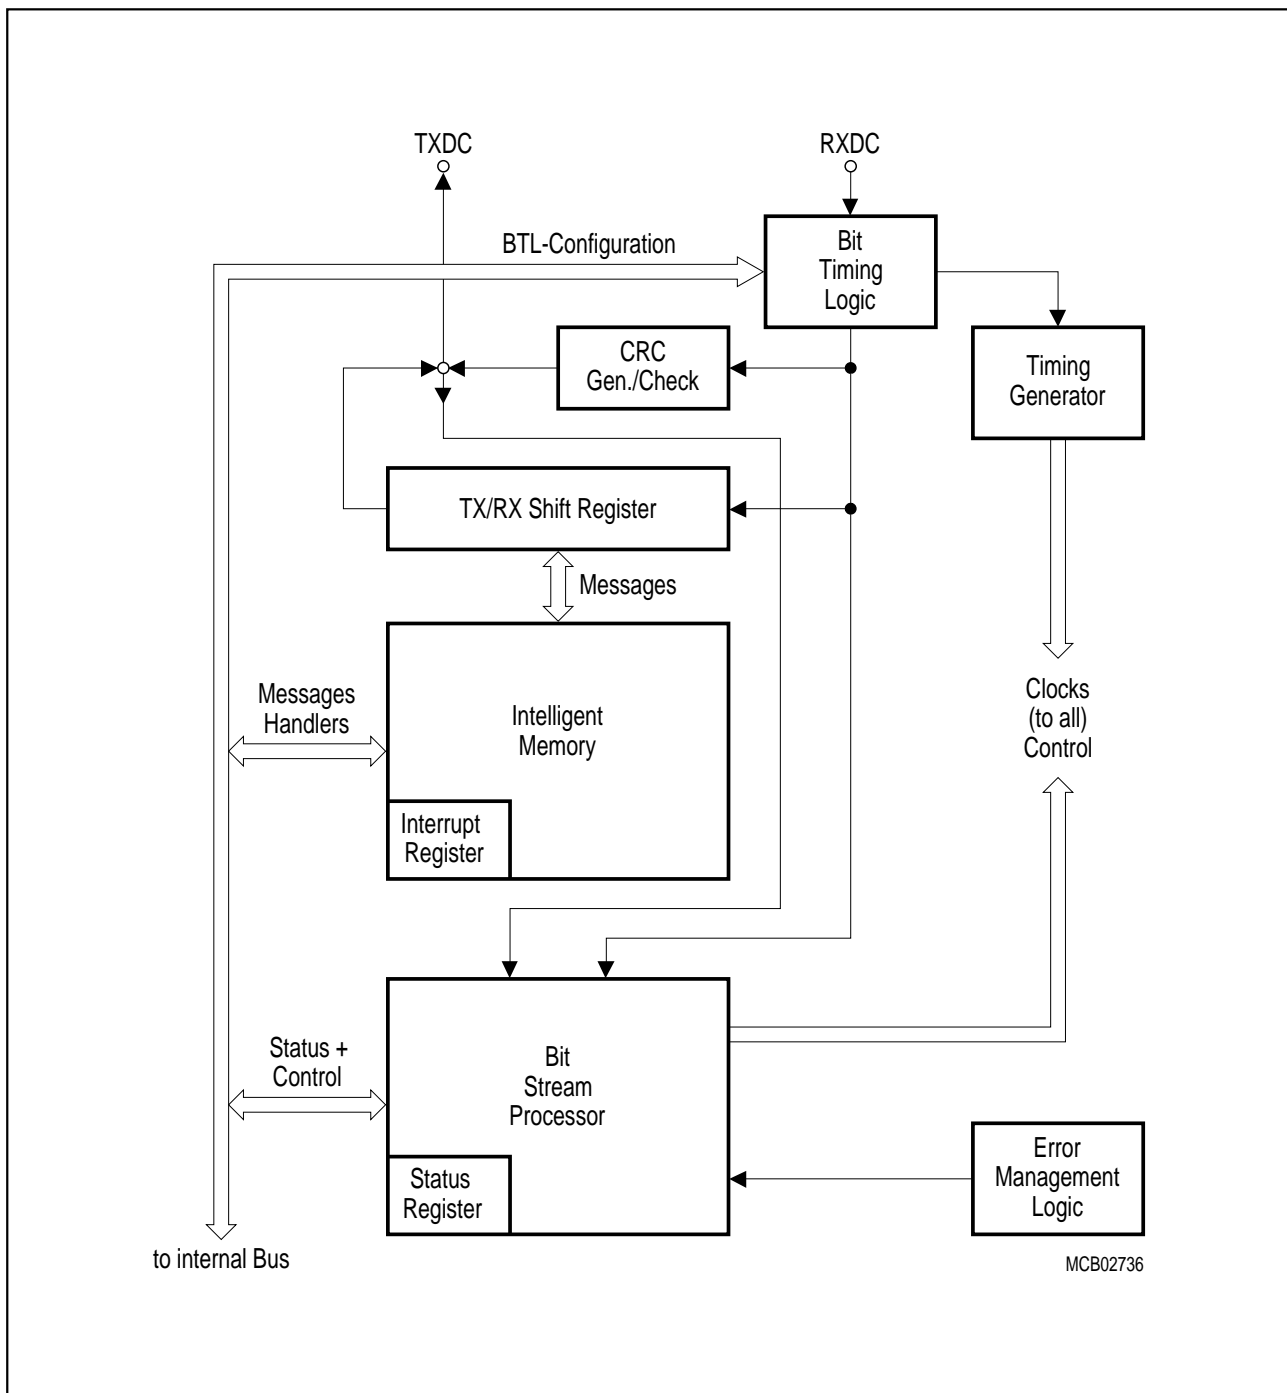 TXDC
RXDC
BTL-Configuration
Bit
Timing
Logic
CRC
Gen./Check
Timing
Generator
TX/RX Shift Register
Messages
Messages
Handlers
Intelligent
Memory
Clocks
(to all)
Control
Interrupt
Register
Status +
Control
Bit
Stream
Processor
Status
Register
Error
Management
Logic
to internal Bus
MCB02736